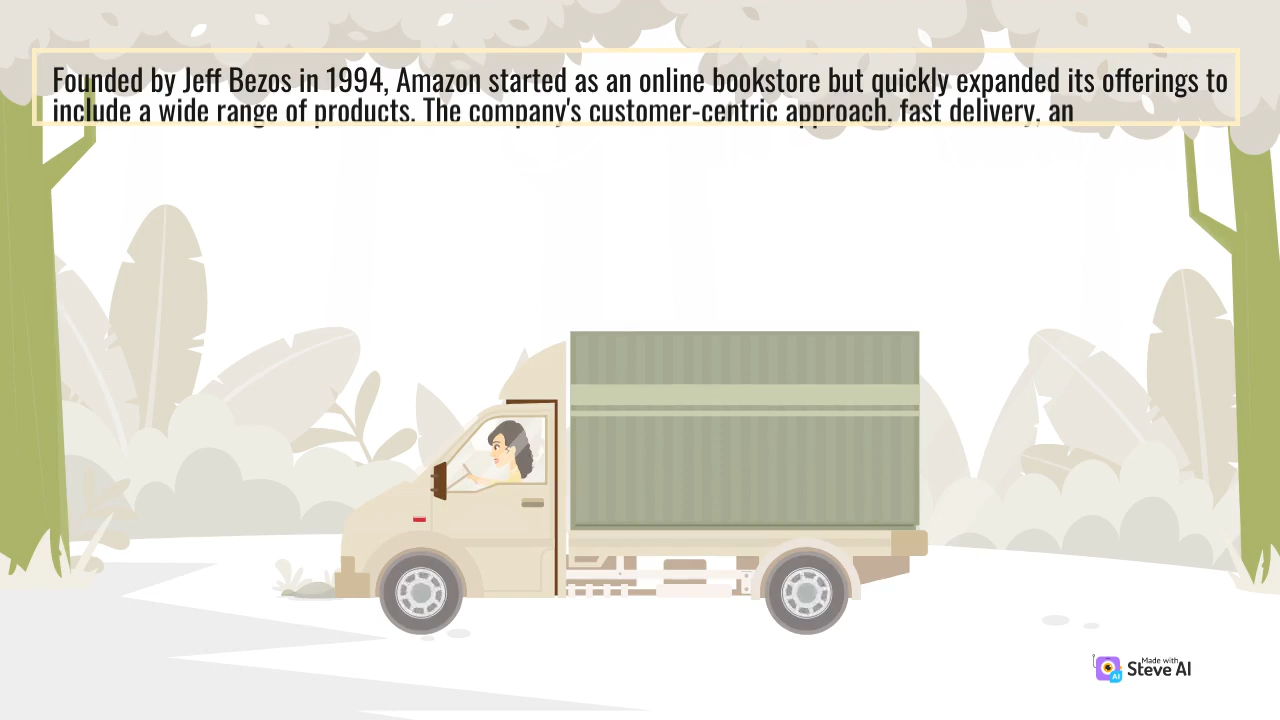 Founded by Jeff Bezos in 1994, Amazon started as an online bookstore but quickly expanded its offerings to
include a wide range of products. The company's customer-centric approach, fast delivery, an
Made with
Steve AI
AI